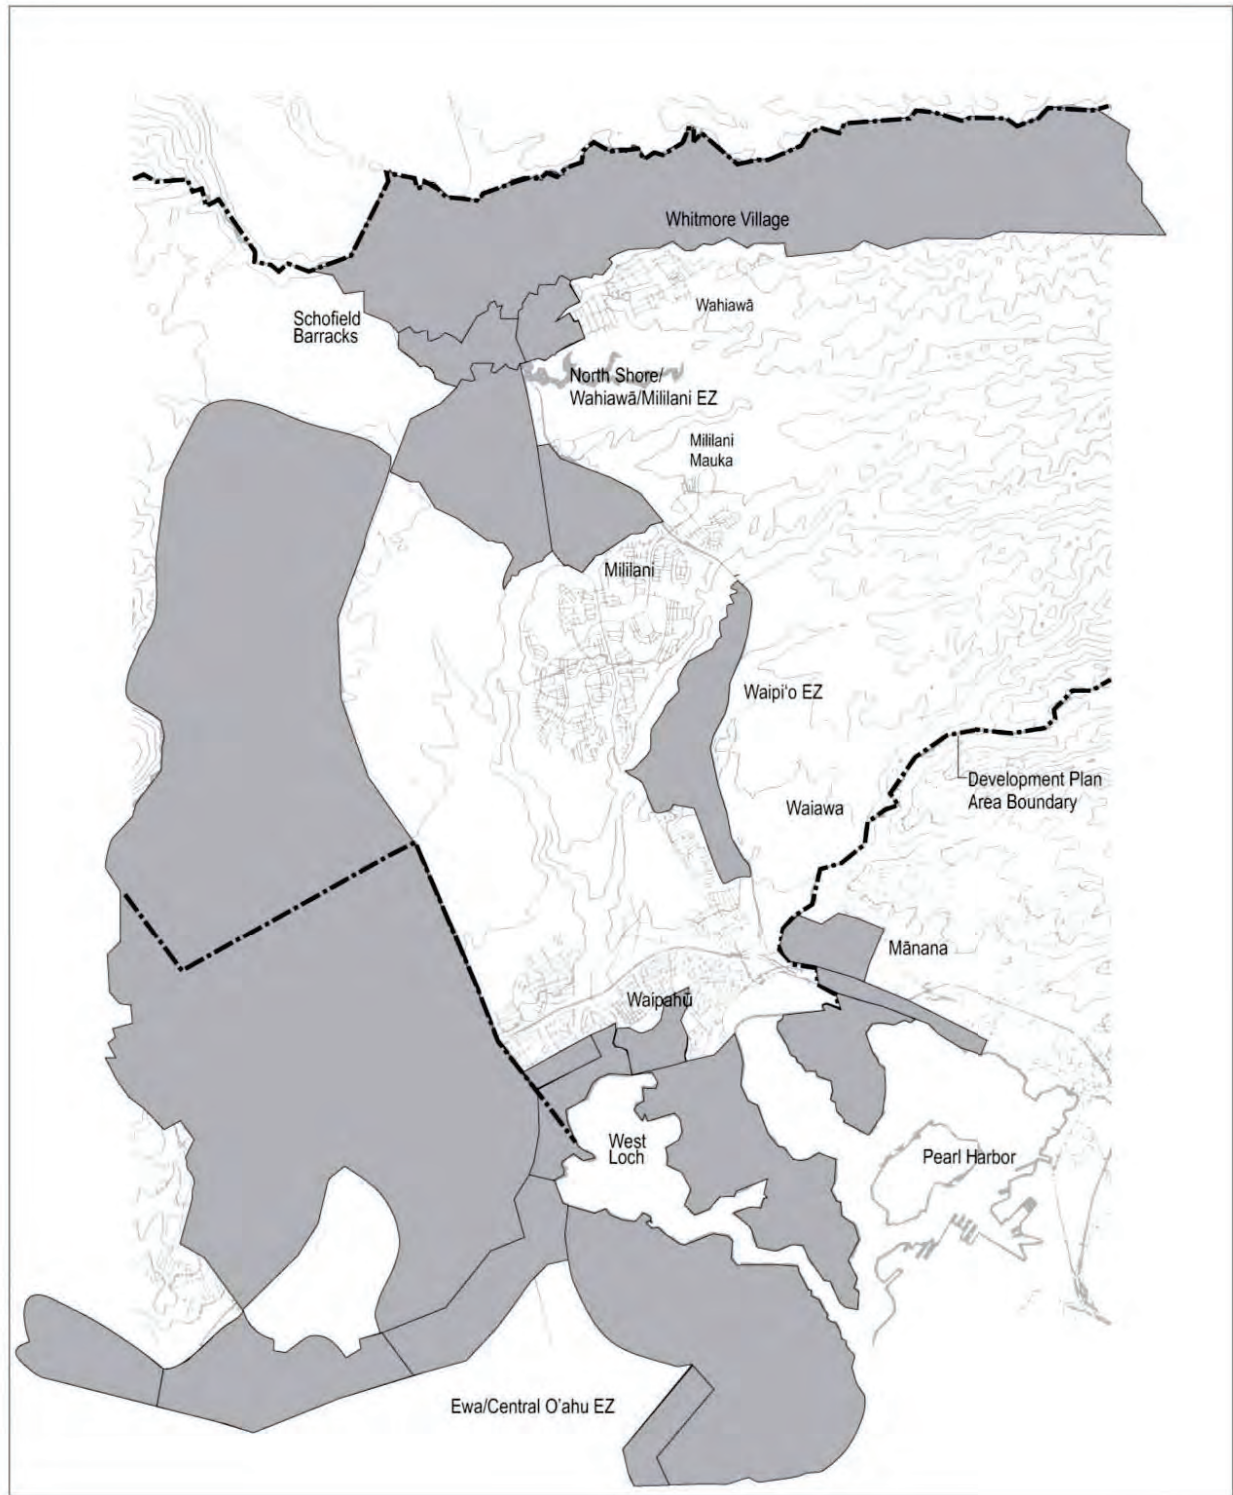 Whitmore Village
Wahiawā
Schofield
Barracks
North Shore/
Wahiawā/Mililani EZ
Mililani
Mauka
Mililani
Waipi'o EZ
Development Plan
Area Boundary
Waiawa
Mānana
Waipahū
West
Loch
Pearl Harbor
Ewa/Central O'ahu EZ